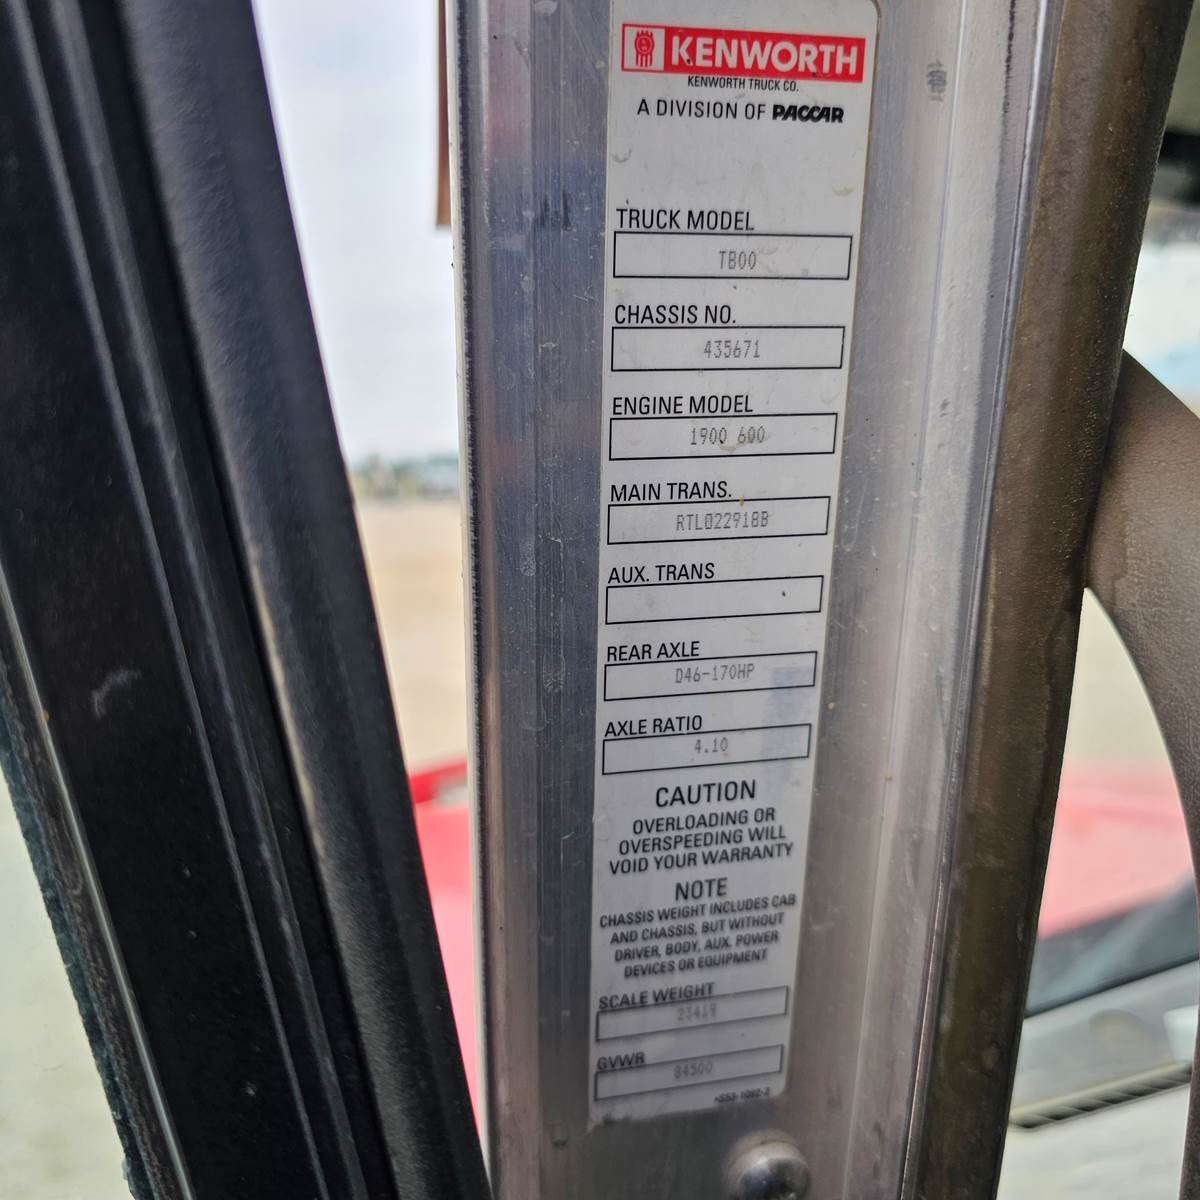 KENWORTH
KENWORTH TRUCK CO.
A DIVISION OF PACCAR
TRUCK MODEL
T800
CHASSIS NO.
435671
ENGINE MODEL
1900 600
MAIN TRANS.
RTLO22918B
AUX. TRANS
REAR AXLE
D46-170HP
AXLE RATIO
4.10
CAUTION
OVERLOADING OR
OVERSPEEDING WILL
VOID YOUR WARRANTY
NOTE
CHASSIS WEIGHT INCLUDES CAB
AND CHASSIS, BUT WITHOUT
DRIVER, BODY, AUX. POWER
DEVICES OR EQUIPMENT
SCALE WEIGHT
23419
GVWR
84500